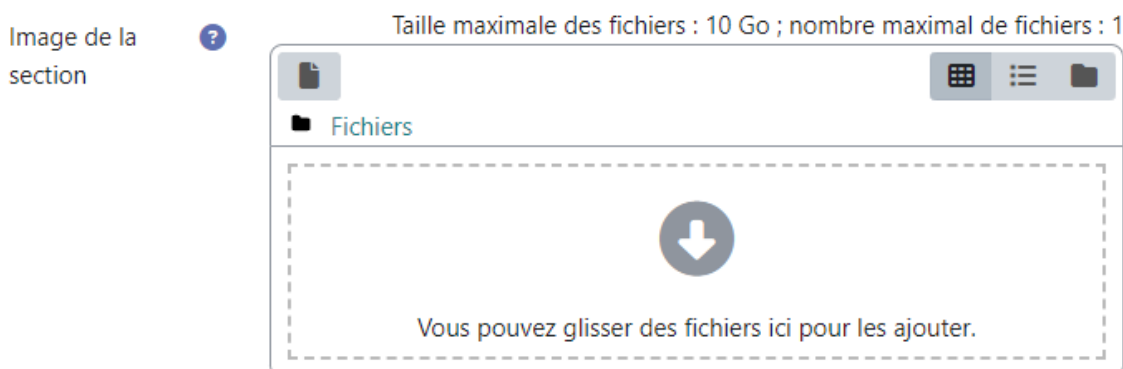 Taille maximale des fichiers : 10 Go ; nombre maximal de fichiers : 1
Image de la
section
?
Fichiers
Vous pouvez glisser des fichiers ici pour les ajouter.